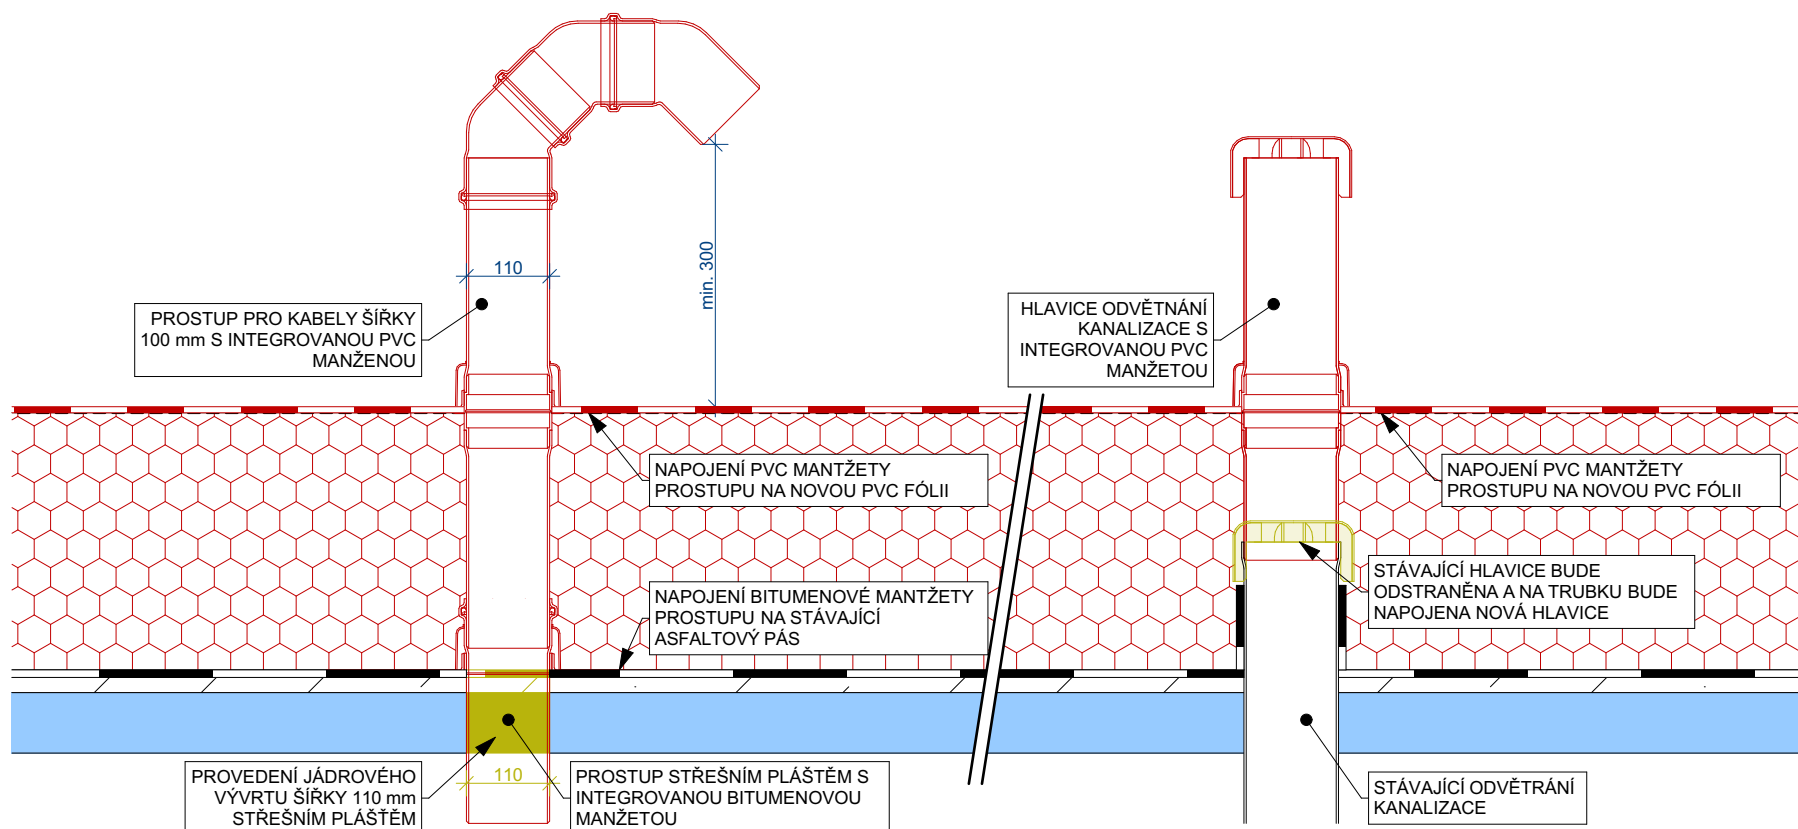 110
min. 300
PROSTUP PRO KABELY ŠÍŘKY
100 mm S INTEGROVANOU PVC
MANŽENOU
HLAVICE ODVĚTNÁNÍ
KANALIZACE S
INTEGROVANOU PVC
MANŽETOU
NAPOJENÍ PVC MANTŽETY
PROSTUPU NA NOVOU PVC FÓLII
NAPOJENÍ PVC MANTŽETY
PROSTUPU NA NOVOU PVC FÓLII
NAPOJENÍ BITUMENOVÉ MANTŽETY
PROSTUPU NA STÁVAJÍCÍ
ASFALTOVÝ PÁS
STÁVAJÍCÍ HLAVICE BUDE
ODSTRANĚNA A NA TRUBKU BUDE
NAPOJENA NOVÁ HLAVICE
PROVEDENÍ JÁDROVÉHO
VÝVRTU ŠÍŘKY 110 mm
STŘEŠNÍM PLÁŠTĚM
110
PROSTUP STŘEŠNÍM PLÁŠTĚM S
INTEGROVANOU BITUMENOVOU
MANŽETOU
STÁVAJÍCÍ ODVĚTRÁNÍ
KANALIZACE